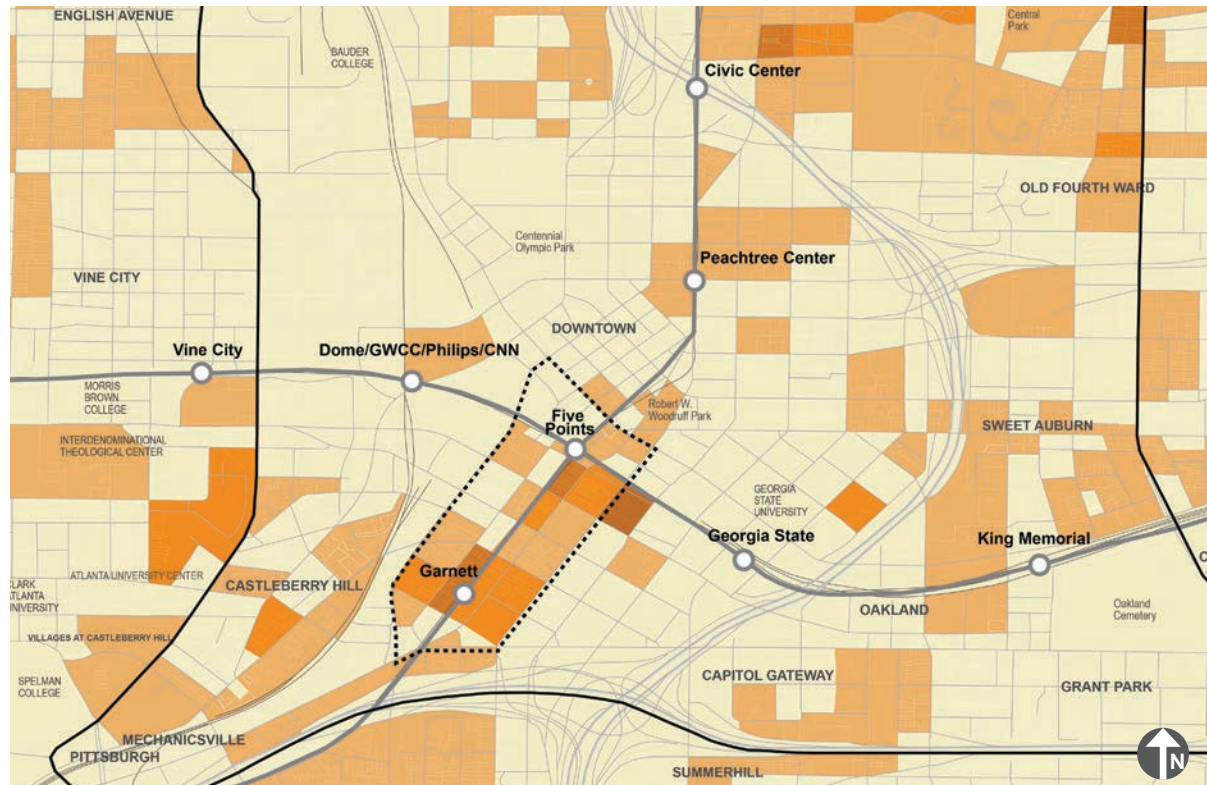 ENGLISH AVENUE
BAUDER
COLLEGE
Central
Park
Civic Center
OLD FOURTH WARD
Centennial
Olympic Park
Peachtree Center
VINE CITY
DOWNTOWN
Vine City
Dome/GWCC/Philips/CNN
MORRIS
BROWN
COLLEGE
Robert W.
Woodruff Park
Five
Points
SWEET AUBURN
INTERDENOMINATIONAL
THEOLOGICAL CENTER
GEORGIA
STATE
UNIVERSITY
Georgia State
King Memorial
Garnett
ATLANTA UNIVERSITY CENTER
CASTLEBERRY HILL
CLARK
ATLANTA
UNIVERSITY
OAKLAND
Oakland
Cemetery
VILLAGES AT CASTLEBERRY HILL
SPELMAN
COLLEGE
CAPITOL GATEWAY
GRANT PARK
MECHANICSVILLE
PITTSBURGH
SUMMERHILL
N